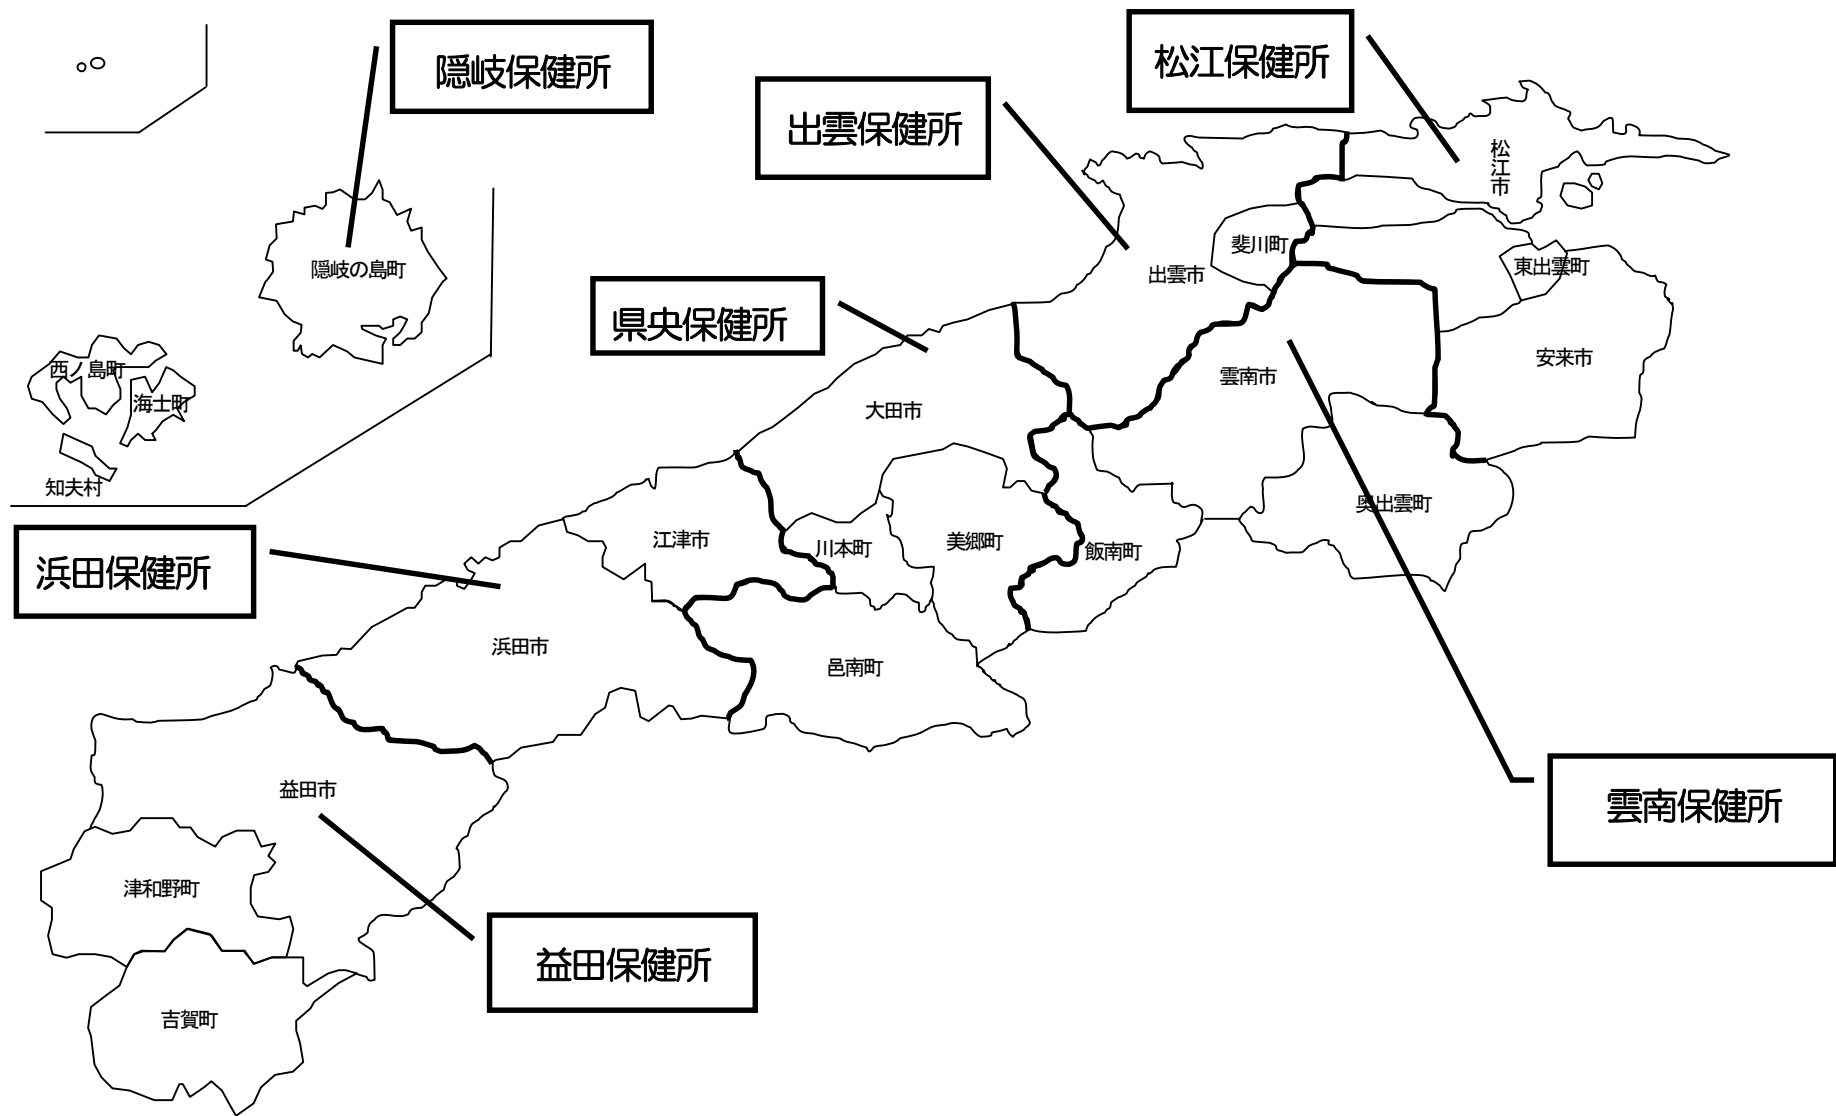 隠岐保健所
松江保健所
出雲保健所
松江市
斐川町
東出雲町
隠岐の島町
出雲市
県央保健所
安来市
西ノ島町
雲南市
海士町
大田市
知夫村
奥出雲町
江津市
川本町
美郷町
飯南町
浜田保健所
浜田市
邑南町
益田市
雲南保健所
津和野町
益田保健所
吉賀町